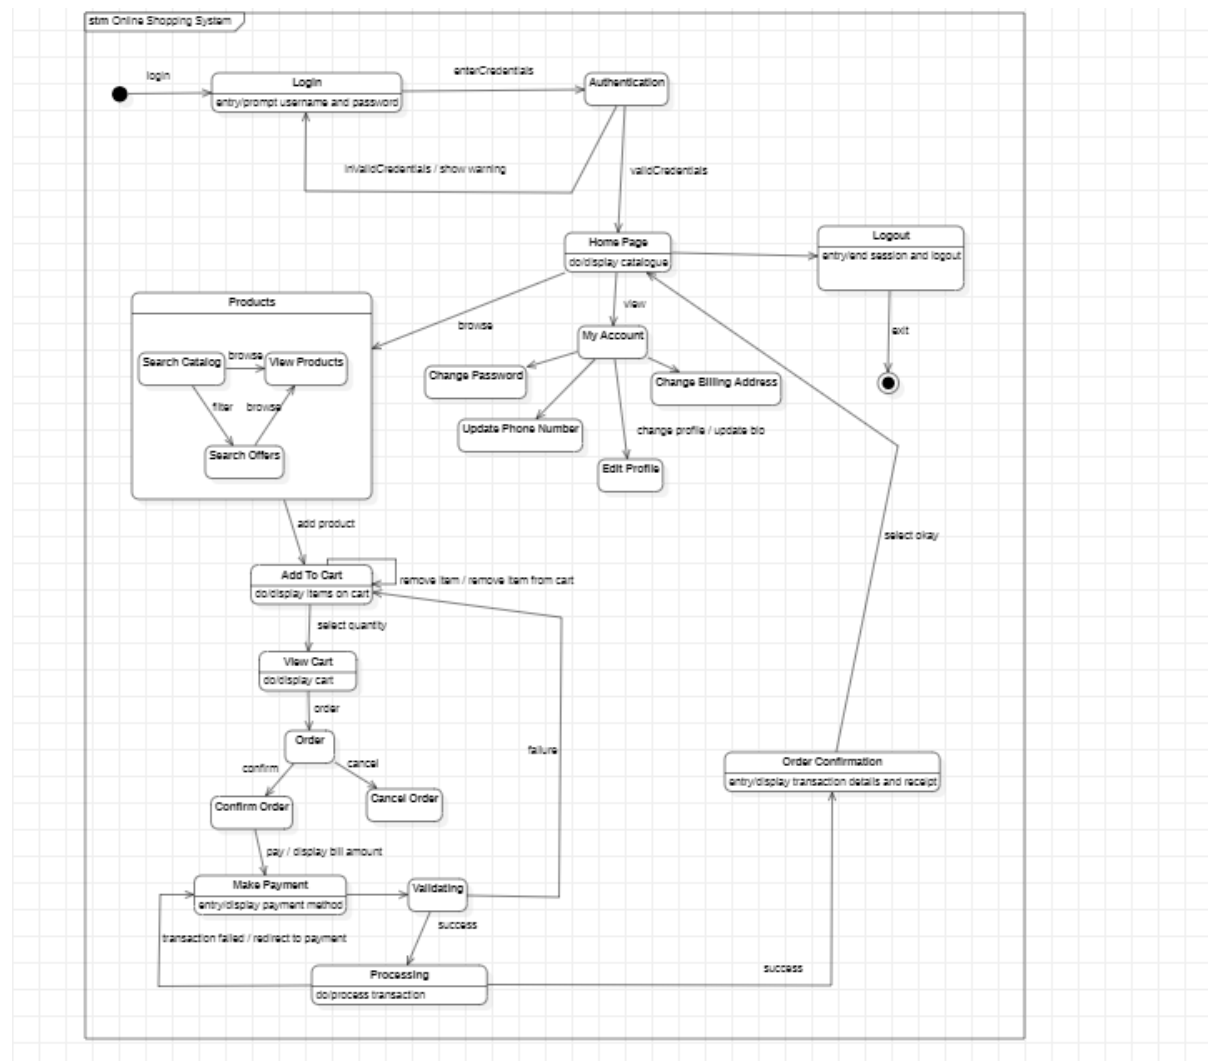 stm Online Shopping System
login
Login
entry/prompt username and password
enterCredentials
Authentication
inValidCredentials / show warning
validCredentials
Home Page
do/display catalogue
Logout
entry/end session and logout
exit
browse
view
My Account
Change Password
Change Billing Address
Update Phone Number
change profile / update bio
Edit Profile
Products
Search Catalog
browse
View Products
filter
browse
Search Offers
add product
Add To Cart
do/display items on cart
remove item / remove item from cart
select quantity
View Cart
do/display cart
order
Order
confirm
cancel
Confirm Order
Cancel Order
pay / display bill amount
Make Payment
entry/display payment method
Validating
failure
success
transaction failed / redirect to payment
Processing
do/process transaction
success
Order Confirmation
entry/display transaction details and receipt
select okay